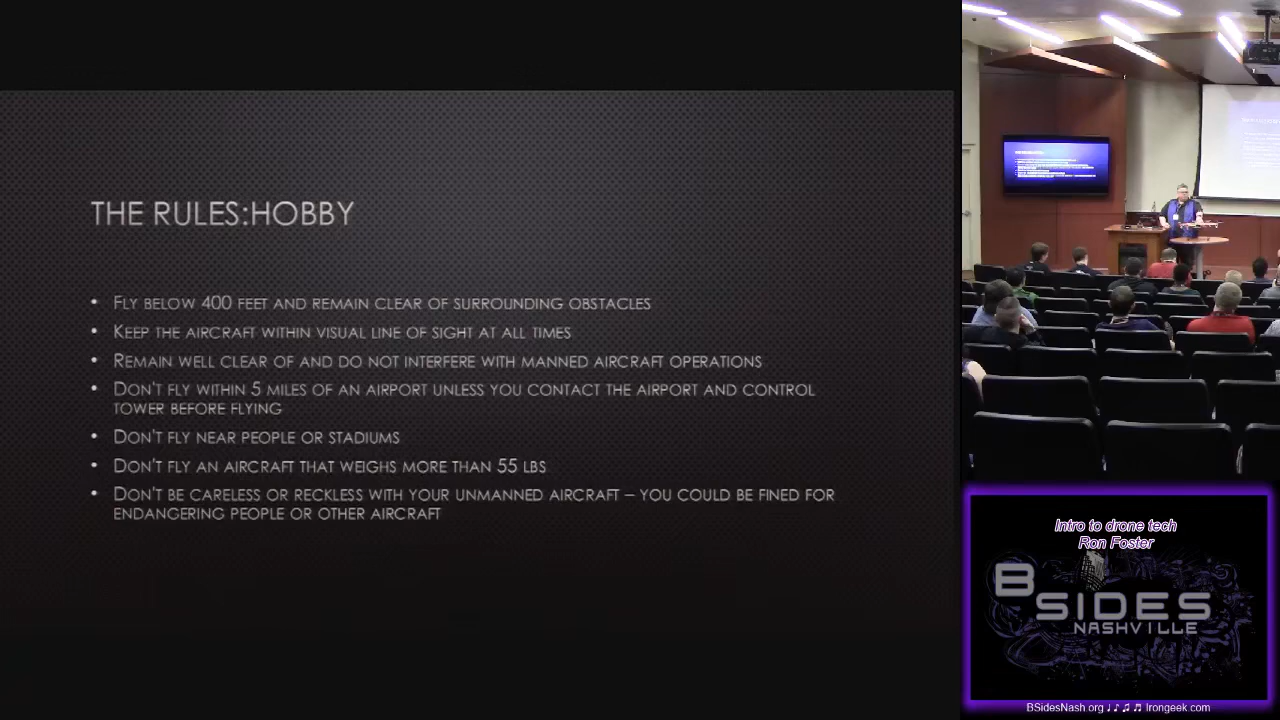 THE RULES:HOBBY
• FLY BELOW 400 FEET AND REMAIN CLEAR OF SURROUNDING OBSTACLES
• KEEP THE AIRCRAFT WITHIN VISUAL LINE OF SIGHT AT ALL TIMES
• REMAIN WELL CLEAR OF AND DO NOT INTERFERE WITH MANNED AIRCRAFT OPERATIONS
• DON'T FLY WITHIN 5 MILES OF AN AIRPORT UNLESS YOU CONTACT THE AIRPORT AND CONTROL
TOWER BEFORE FLYING
• DON'T FLY NEAR PEOPLE OR STADIUMS
• DON'T FLY AN AIRCRAFT THAT WEIGHS MORE THAN 55 LBS
• DON'T BE CARELESS OR RECKLESS WITH YOUR UNMANNED AIRCRAFT – YOU COULD BE FINED FOR
ENDANGERING PEOPLE OR OTHER AIRCRAFT
Intro to drone tech
Ron Foster
BSIDES
NASHVILLE
BSidesNash.org ♩ ♪ ♫ ♬ Irongeek.com